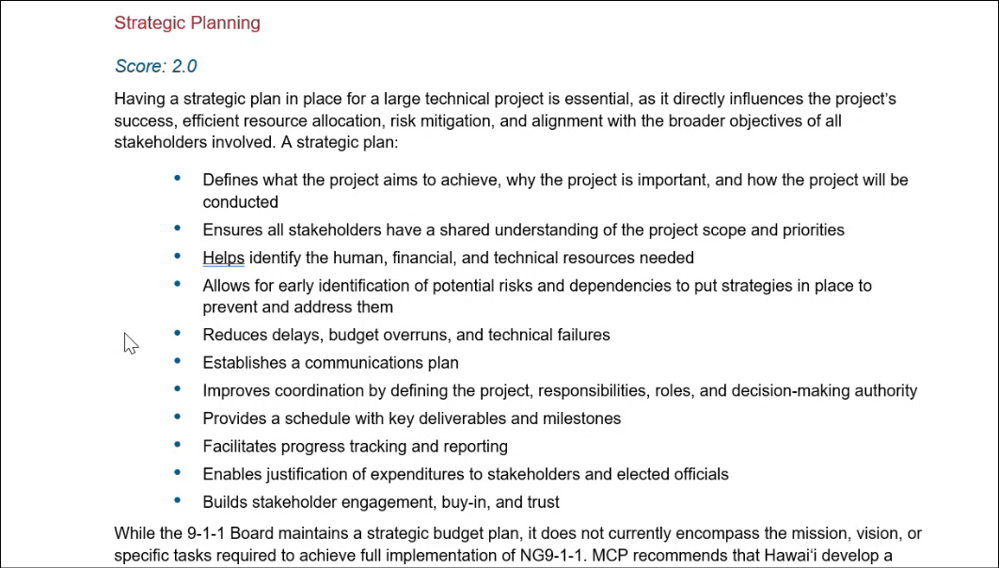 Strategic Planning
Score: 2.0
Having a strategic plan in place for a large technical project is essential, as it directly influences the project's
success, efficient resource allocation, risk mitigation, and alignment with the broader objectives of all
stakeholders involved. A strategic plan:
• Defines what the project aims to achieve, why the project is important, and how the project will be
conducted
• Ensures all stakeholders have a shared understanding of the project scope and priorities
• Helps identify the human, financial, and technical resources needed
• Allows for early identification of potential risks and dependencies to put strategies in place to
prevent and address them
• Reduces delays, budget overruns, and technical failures
• Establishes a communications plan
• Improves coordination by defining the project, responsibilities, roles, and decision-making authority
• Provides a schedule with key deliverables and milestones
• Facilitates progress tracking and reporting
• Enables justification of expenditures to stakeholders and elected officials
• Builds stakeholder engagement, buy-in, and trust
While the 9-1-1 Board maintains a strategic budget plan, it does not currently encompass the mission, vision, or
specific tasks required to achieve full implementation of NG9-1-1. MCP recommends that Hawaiʻi develop a